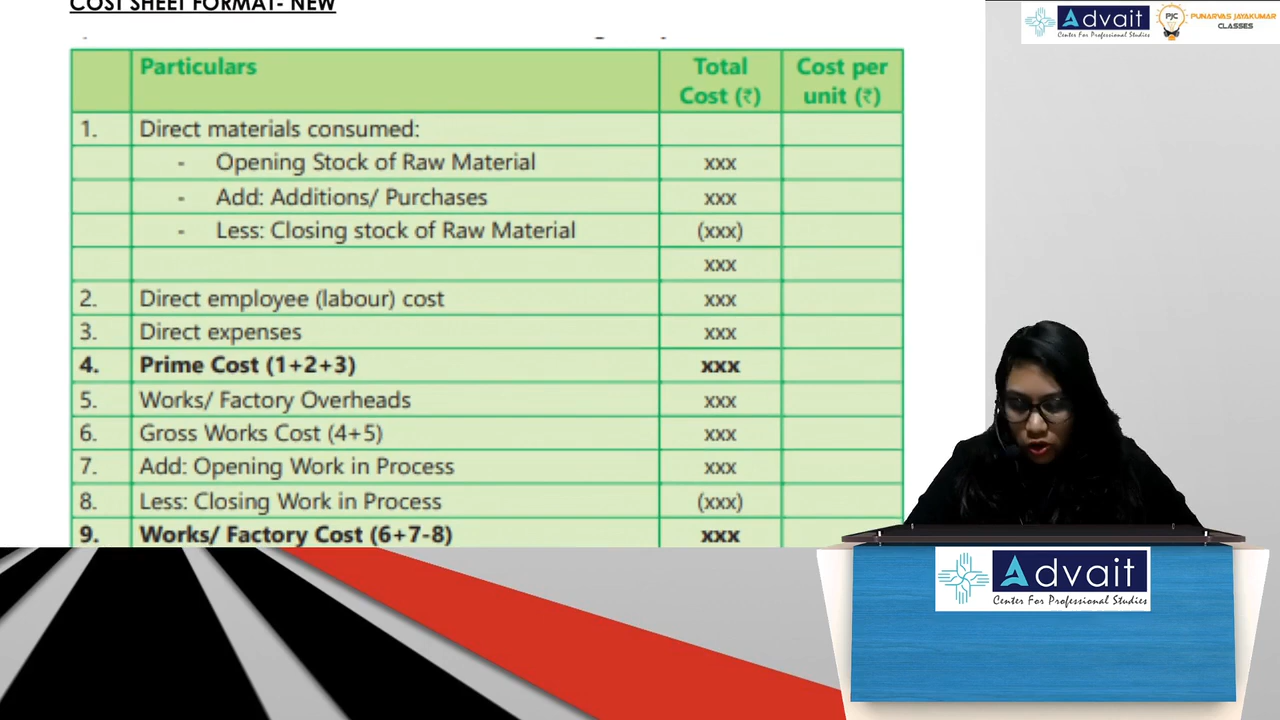 COST SHEET FORMAT- NEW
Advait
Center For Professional Studies
PJC
PUNARVAS JAYAKUMAR
CLASSES
Particulars
Total Cost (₹)
Cost per unit (₹)
1. Direct materials consumed:
- Opening Stock of Raw Material xxx
- Add: Additions/ Purchases xxx
- Less: Closing stock of Raw Material (xxx)
xxx
2. Direct employee (labour) cost xxx
3. Direct expenses xxx
4. Prime Cost (1+2+3) xxx
5. Works/ Factory Overheads xxx
6. Gross Works Cost (4+5) xxx
7. Add: Opening Work in Process xxx
8. Less: Closing Work in Process (xxx)
9. Works/ Factory Cost (6+7-8) xxx
Advait
Center For Professional Studies